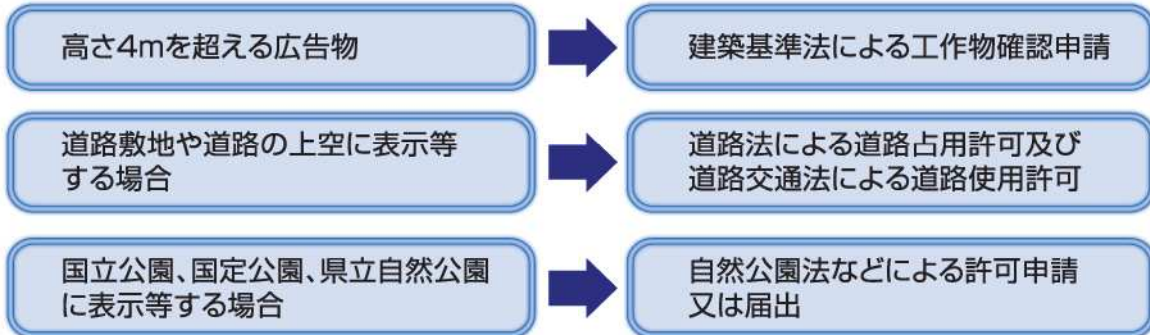 高さ4mを超える広告物
建築基準法による工作物確認申請
道路敷地や道路の上空に表示等
する場合
道路法による道路占用許可及び
道路交通法による道路使用許可
国立公園、国定公園、県立自然公園
に表示等する場合
自然公園法などによる許可申請
又は届出